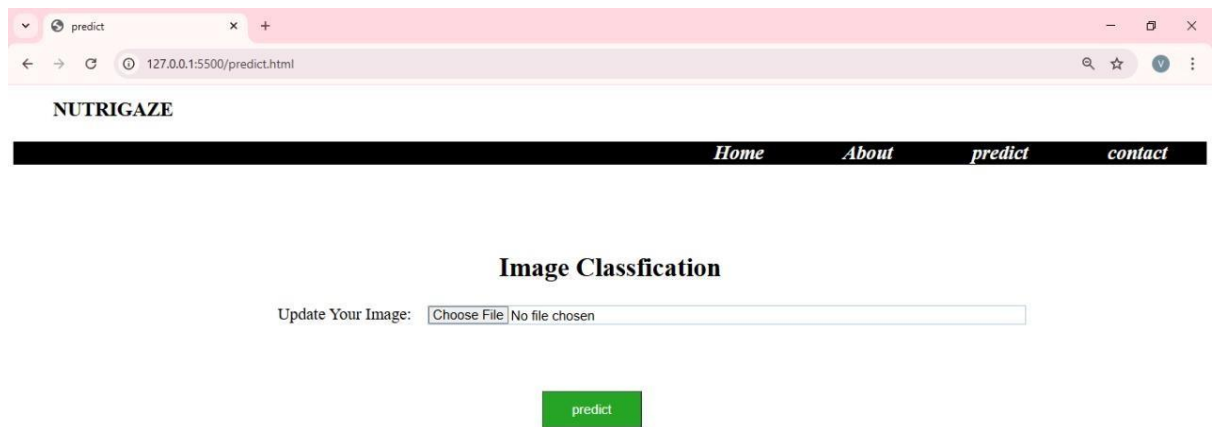 predict
127.0.0.1:5500/predict.html
V
NUTRIGAZE
Home About predict contact
Image Classfication
Update Your Image: Choose File No file chosen
predict